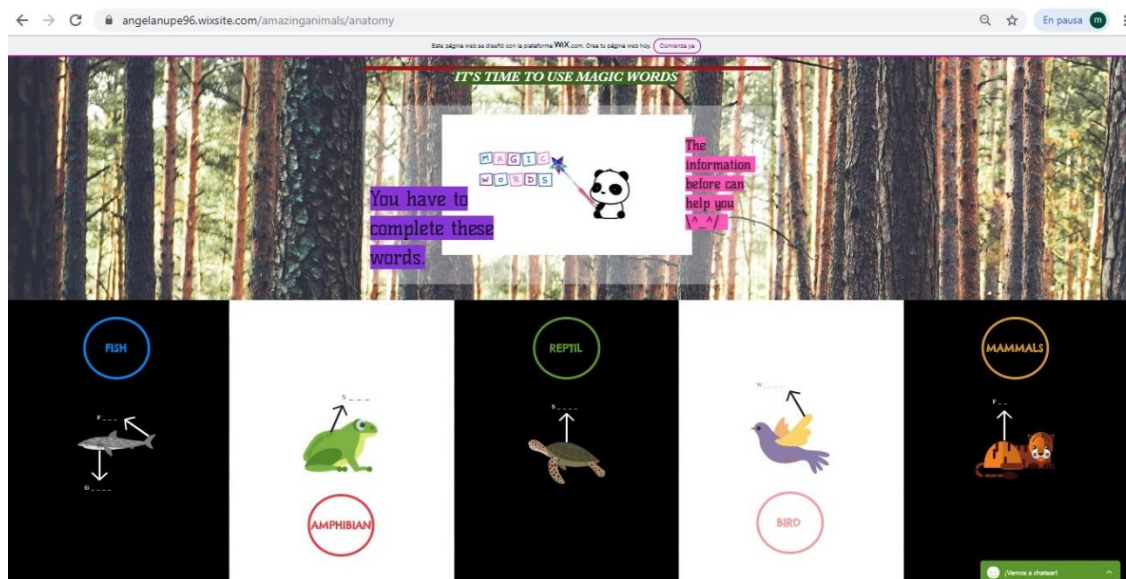 angelanupe96.wixsite.com/amazinganimals/anatomy
En pausa
m
Este página web se diseñó con la plataforma WiX.com. Crea tu página web hoy.
Comienza ya
IT'S TIME TO USE MAGIC WORDS
MAGIC
WORDS
You have to
complete these
words.
The
information
before can
help you
\^_^/
FISH
F _ _ _
G _ _ _ _
S _ _ _
AMPHIBIAN
REPTIL
S _ _ _ _
W _ _ _ _
BIRD
MAMMALS
F _ _
¡Vamos a chatear!